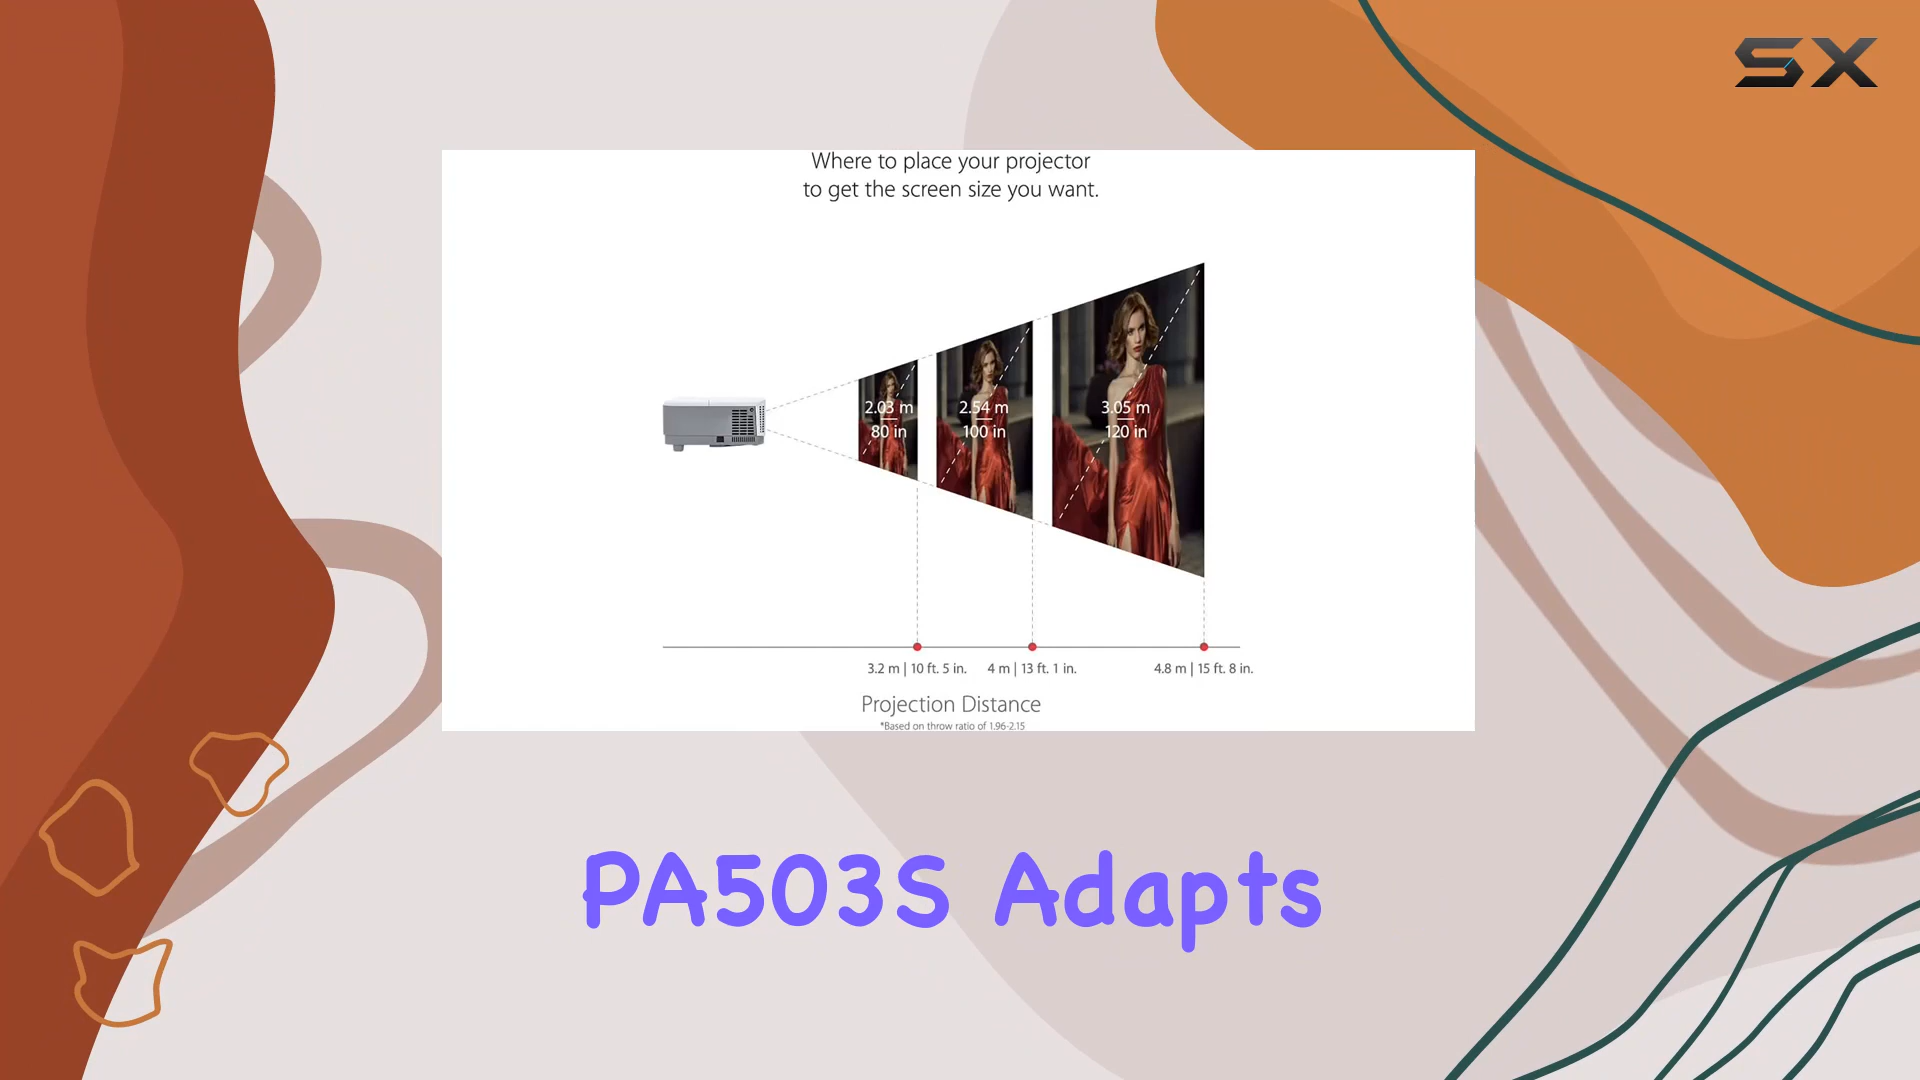 SX
Where to place your projector
to get the screen size you want.
2.03 m
80 in
2.54 m
100 in
3.05 m
120 in
3.2 m | 10 ft. 5 in.
4 m | 13 ft. 1 in.
4.8 m | 15 ft. 8 in.
Projection Distance
*Based on throw ratio of 1.96-2.15
PA503S Adapts